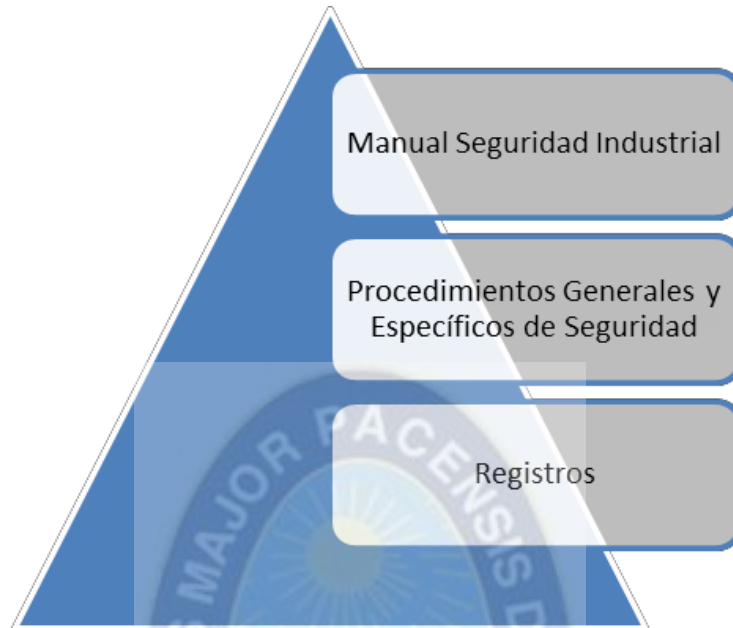 Manual Seguridad Industrial
Procedimientos Generales y
Específicos de Seguridad
Registros
S MAJOR PACENSIS D